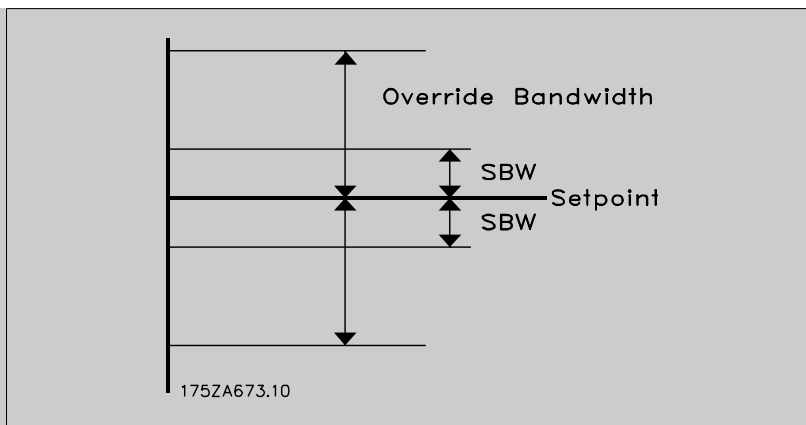 Override Bandwidth
SBW
Setpoint
SBW
175ZA673.10